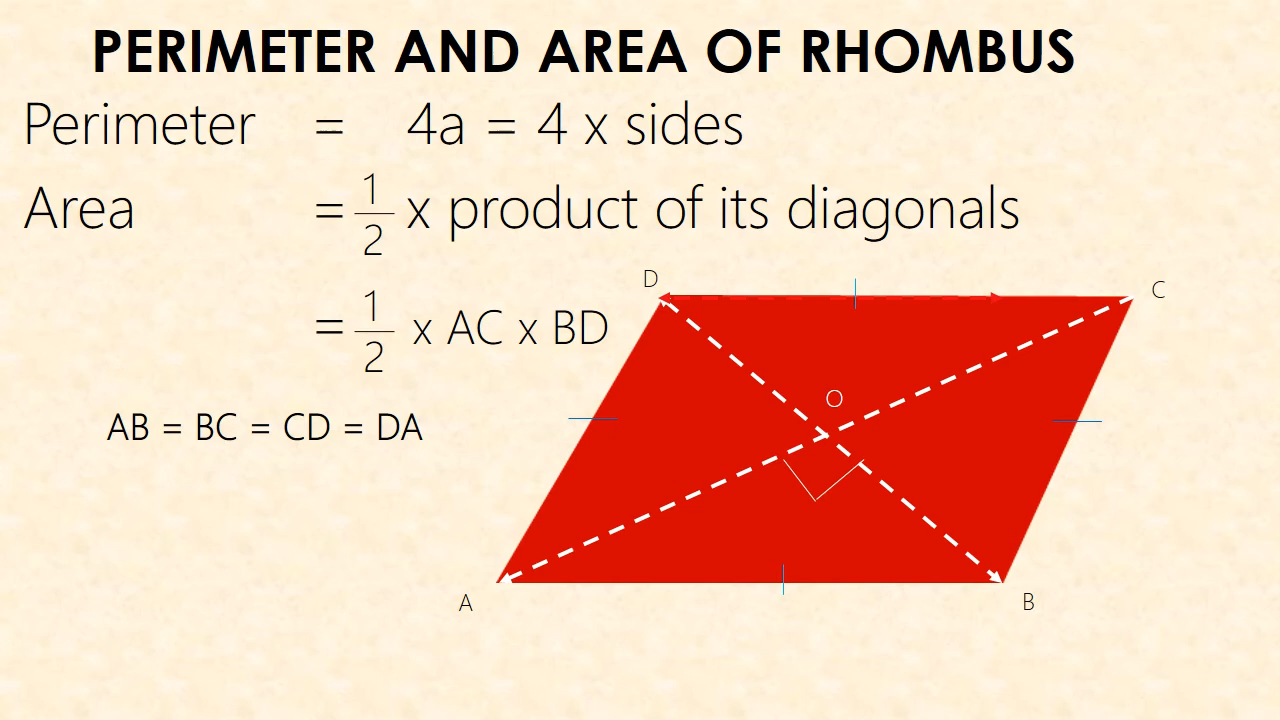 PERIMETER AND AREA OF RHOMBUS
Perimeter = 4a = 4 x sides
Area = 1/2 x product of its diagonals
= 1/2 x AC x BD
AB = BC = CD = DA
D
C
O
A
B